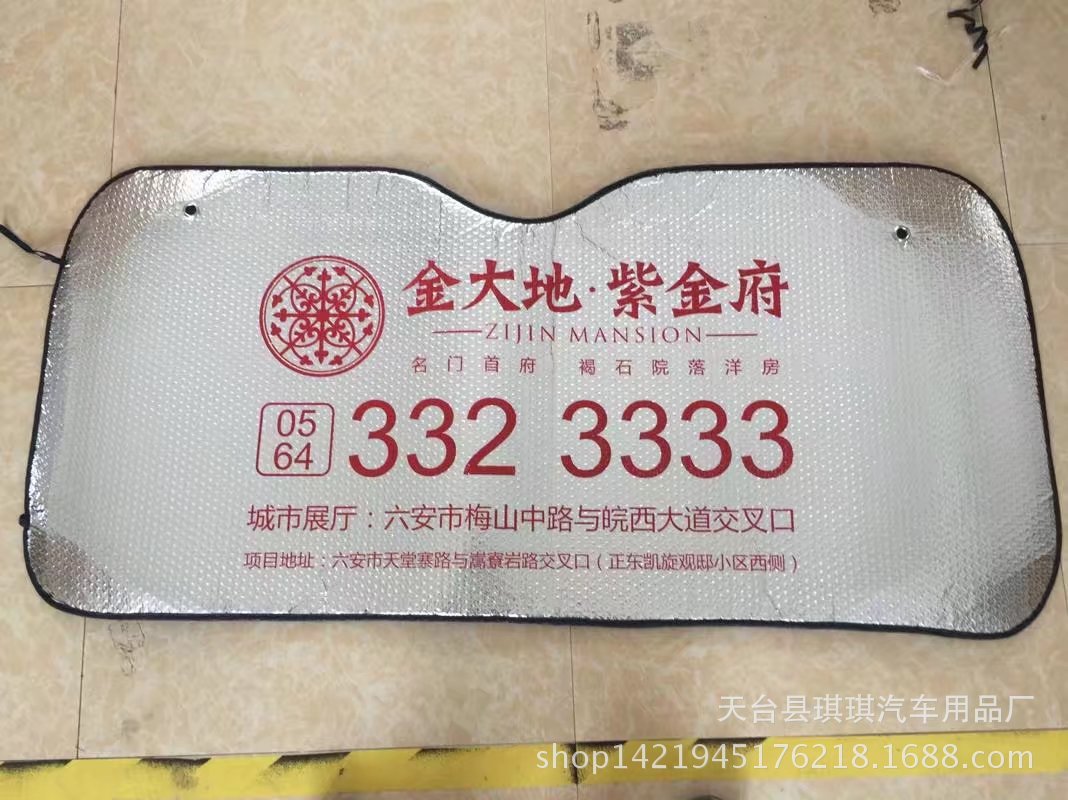 金大地·紫金府
ZIJIN MANSION
名门首府 褐石院落洋房
0564 332 3333
城市展厅：六安市梅山中路与皖西大道交叉口
项目地址：六安市天堂寨路与嵩寮岩路交叉口（正东凯旋观邸小区西侧）
天台县琪琪汽车用品厂
shop1421945176218.1688.com